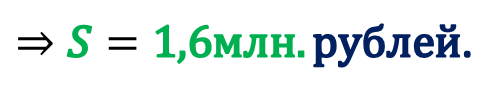 ⇒ S = 1,6млн. рублей.